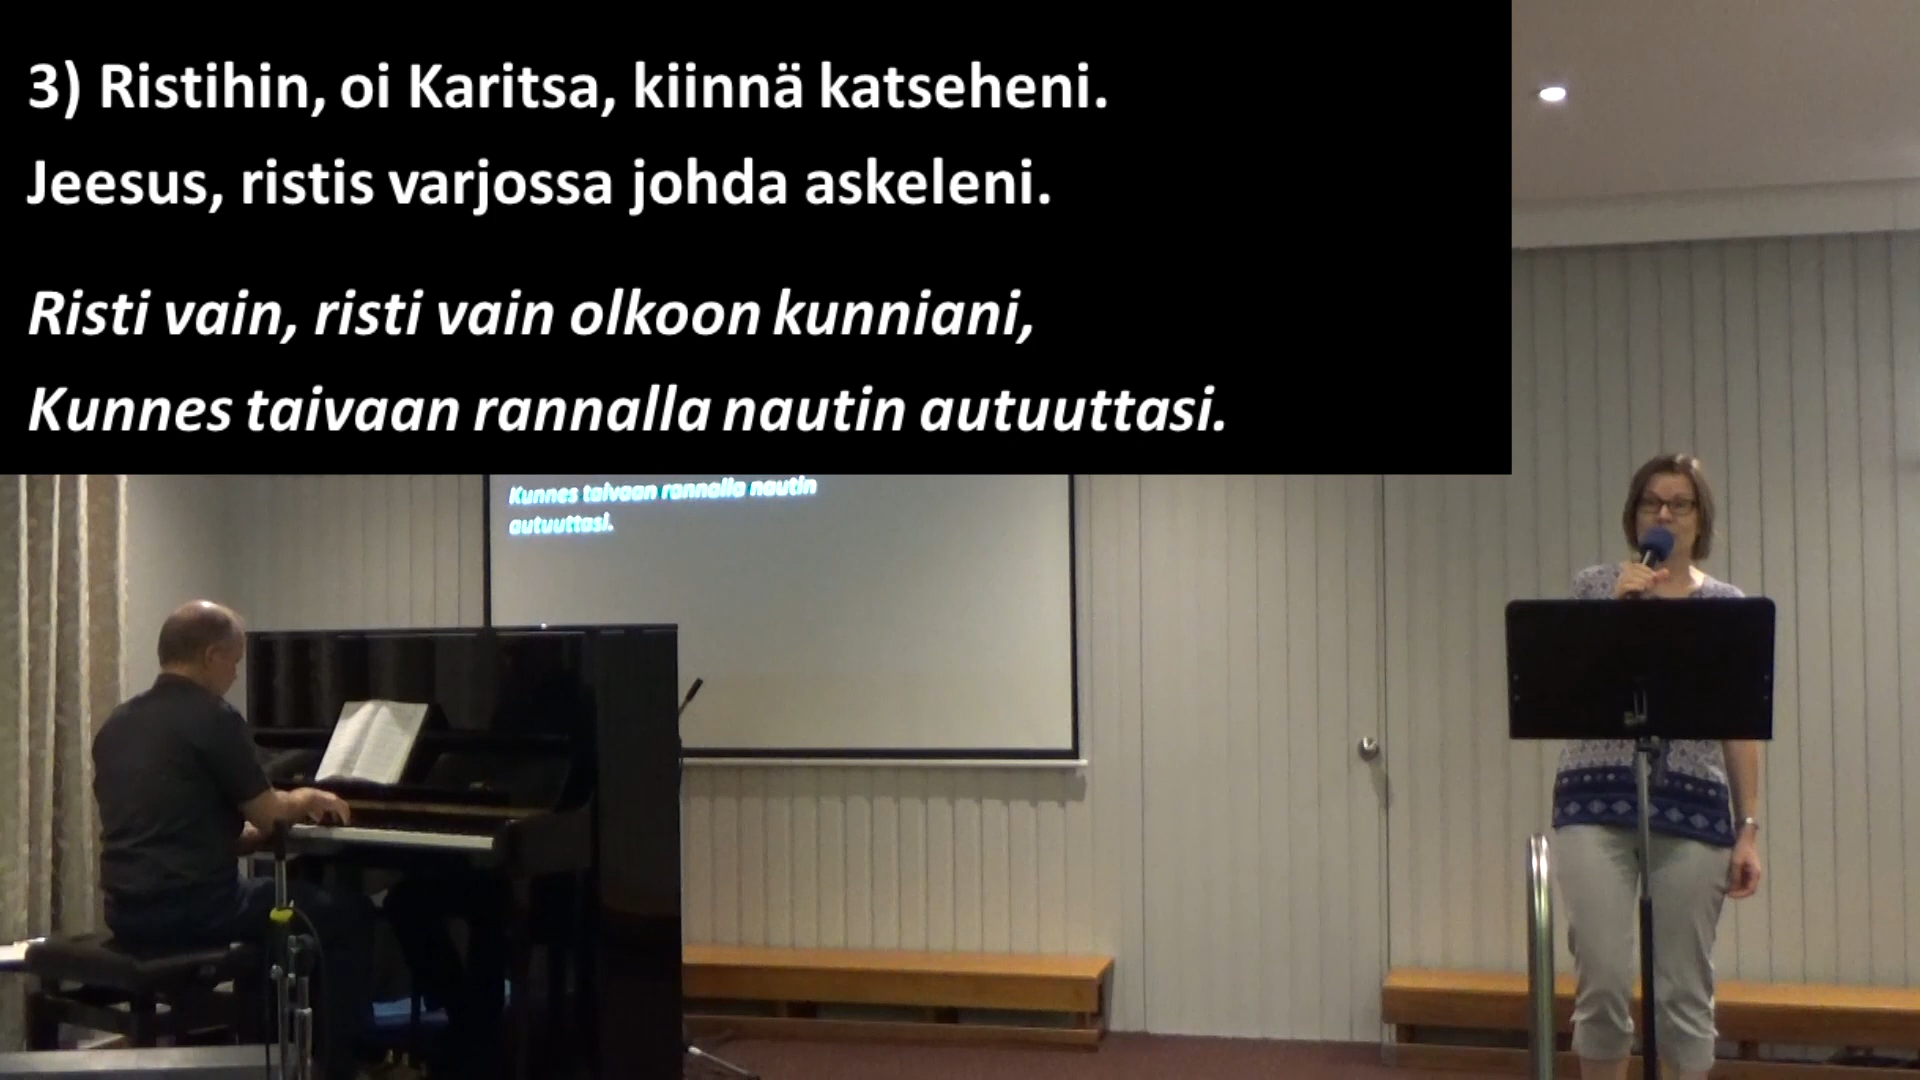 3) Ristihin, oi Karitsa, kiinnä katseheni.
Jeesus, ristis varjossa johda askeleni.
Risti vain, risti vain olkoon kunniani,
Kunnes taivaan rannalla nautin autuuttasi.
Kunnes taivaan rannalla nautin
autuuttasi.